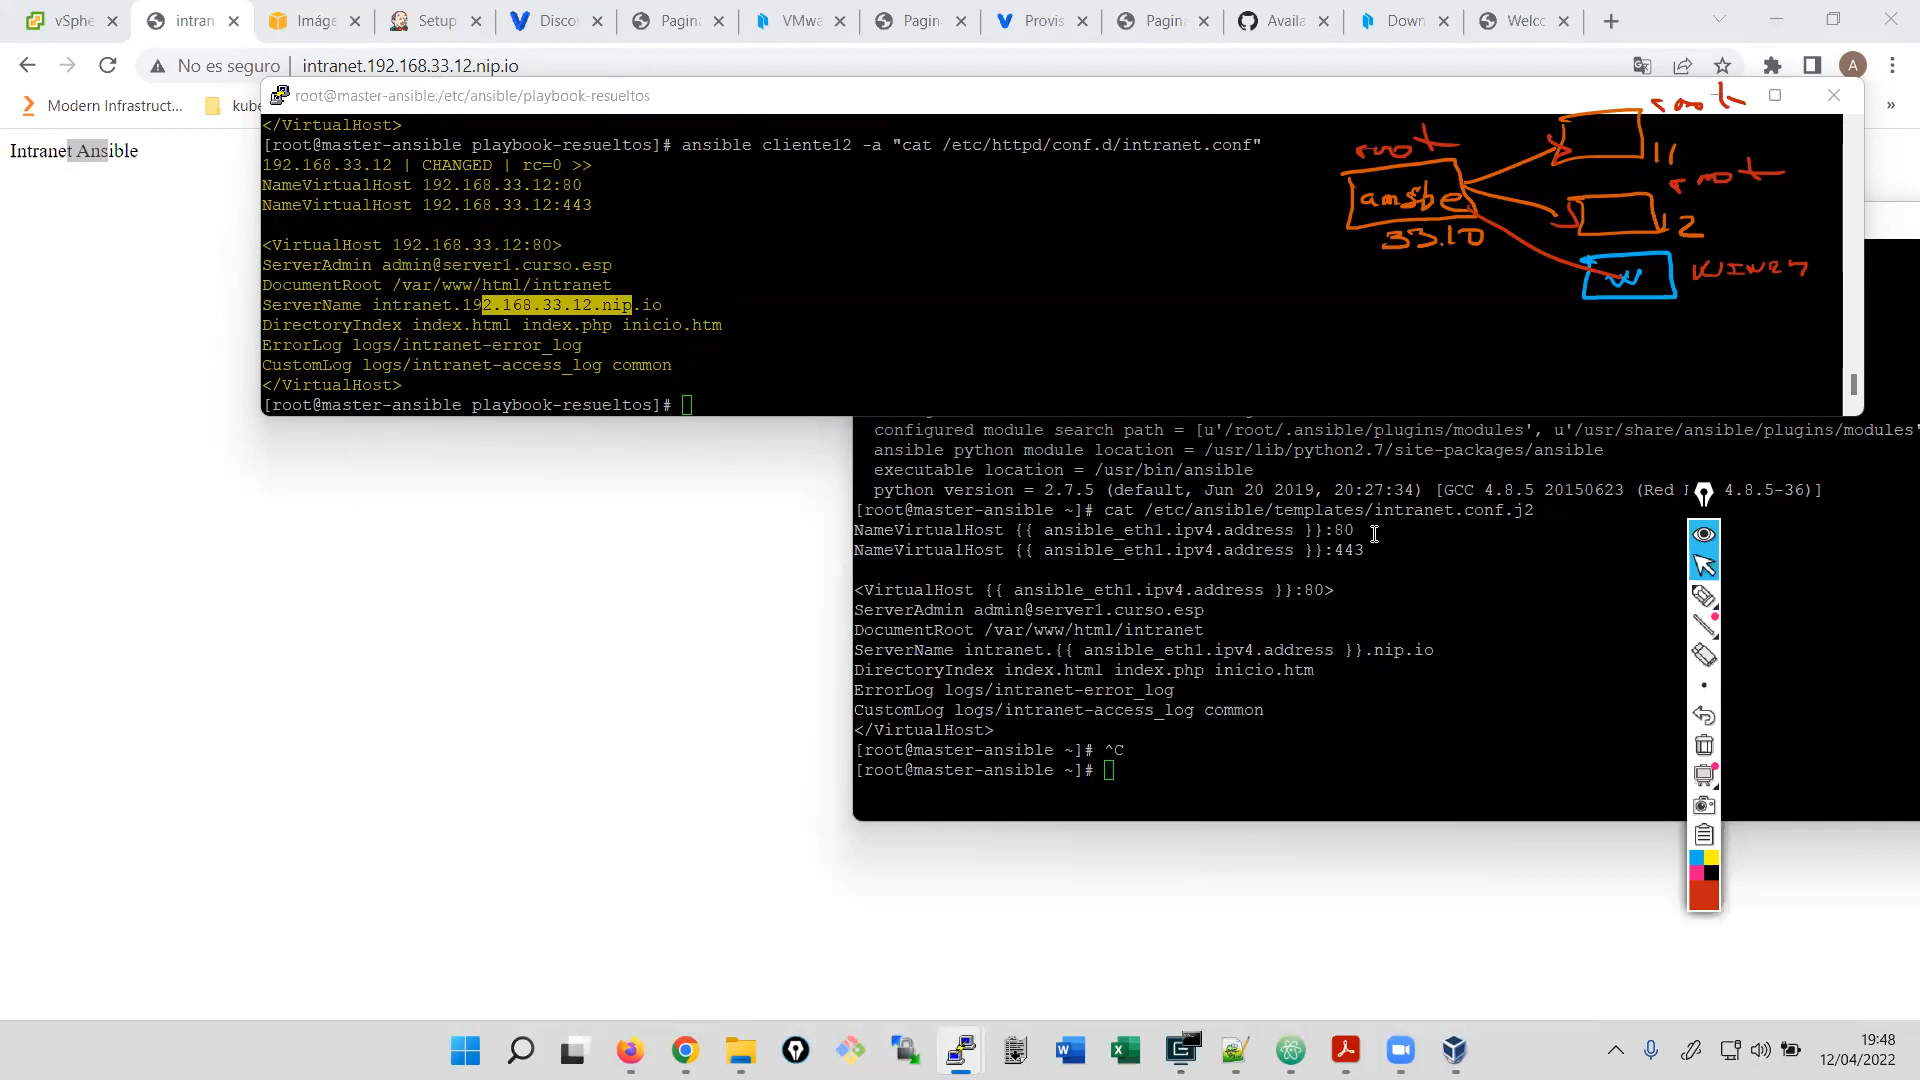 vSphe
intran
Imáge
Setup
Disco
Pagin
VMwa
Pagin
Provis
Pagin
Availa
Down
Welco
No es seguro
intranet.192.168.33.12.nip.io
A
Modern Infrastruct...
kube
»
Intranet Ansible
root@master-ansible:/etc/ansible/playbook-resueltos
</VirtualHost>
[root@master-ansible playbook-resueltos]# ansible cliente12 -a "cat /etc/httpd/conf.d/intranet.conf"
192.168.33.12 | CHANGED | rc=0 >>
NameVirtualHost 192.168.33.12:80
NameVirtualHost 192.168.33.12:443
<VirtualHost 192.168.33.12:80>
ServerAdmin admin@server1.curso.esp
DocumentRoot /var/www/html/intranet
ServerName intranet.192.168.33.12.nip.io
DirectoryIndex index.html index.php inicio.htm
ErrorLog logs/intranet-error_log
CustomLog logs/intranet-access_log common
</VirtualHost>
[root@master-ansible playbook-resueltos]#
root
root
11
root
ansbe
33.10
12
W
configured module search path = [u'/root/.ansible/plugins/modules', u'/usr/share/ansible/plugins/modules'
ansible python module location = /usr/lib/python2.7/site-packages/ansible
executable location = /usr/bin/ansible
python version = 2.7.5 (default, Jun 20 2019, 20:27:34) [GCC 4.8.5 20150623 (Red 4.8.5-36)]
[root@master-ansible ~]# cat /etc/ansible/templates/intranet.conf.j2
NameVirtualHost {{ ansible_eth1.ipv4.address }}:80
NameVirtualHost {{ ansible_eth1.ipv4.address }}:443
<VirtualHost {{ ansible_eth1.ipv4.address }}:80>
ServerAdmin admin@server1.curso.esp
DocumentRoot /var/www/html/intranet
ServerName intranet.{{ ansible_eth1.ipv4.address }}.nip.io
DirectoryIndex index.html index.php inicio.htm
ErrorLog logs/intranet-error_log
CustomLog logs/intranet-access_log common
</VirtualHost>
[root@master-ansible ~]# ^C
[root@master-ansible ~]#
19:48
12/04/2022